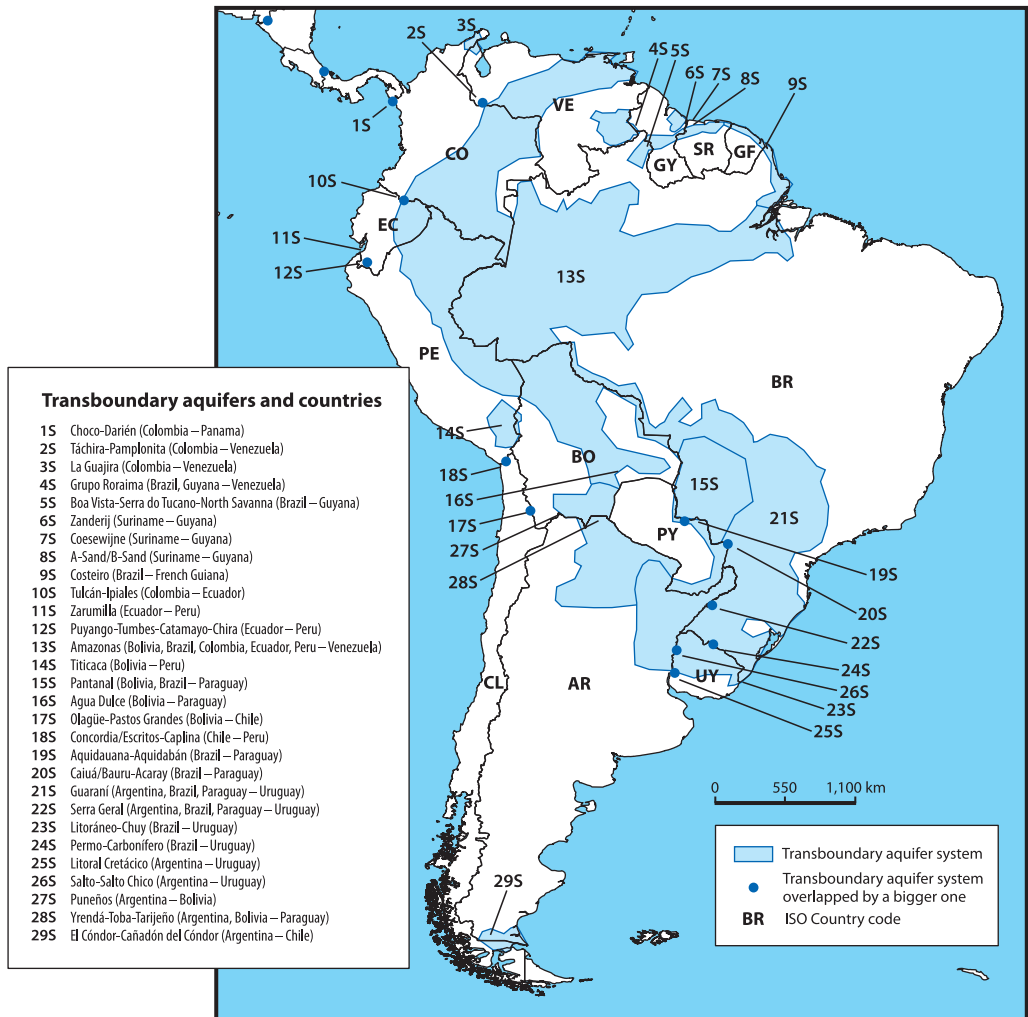 3S
2S
4S
5S
6S
7S
8S
9S
1S
VE
CO
GY
SR
GF
10S
EC
11S
12S
13S
PE
BR
14S
BO
18S
15S
16S
21S
17S
PY
27S
28S
19S
20S
22S
24S
CL
AR
UY
26S
23S
25S
29S
0
550
1,100 km
Transboundary aquifer system
Transboundary aquifer system
overlapped by a bigger one
BR ISO Country code
Transboundary aquifers and countries
1S Choco-Darién (Colombia – Panama)
2S Táchira-Pamplonita (Colombia – Venezuela)
3S La Guajira (Colombia – Venezuela)
4S Grupo Roraima (Brazil, Guyana – Venezuela)
5S Boa Vista-Serra do Tucano-North Savanna (Brazil – Guyana)
6S Zanderij (Suriname – Guyana)
7S Coesewijne (Suriname – Guyana)
8S A-Sand/B-Sand (Suriname – Guyana)
9S Costeiro (Brazil – French Guiana)
10S Tulcán-Ipiales (Colombia – Ecuador)
11S Zarumilla (Ecuador – Peru)
12S Puyango-Tumbes-Catamayo-Chira (Ecuador – Peru)
13S Amazonas (Bolivia, Brazil, Colombia, Ecuador, Peru – Venezuela)
14S Titicaca (Bolivia – Peru)
15S Pantanal (Bolivia, Brazil – Paraguay)
16S Agua Dulce (Bolivia – Paraguay)
17S Olagüe-Pastos Grandes (Bolivia – Chile)
18S Concordia/Escritos-Caplina (Chile – Peru)
19S Aquidauana-Aquidabán (Brazil – Paraguay)
20S Caiuá/Bauru-Acaray (Brazil – Paraguay)
21S Guaraní (Argentina, Brazil, Paraguay – Uruguay)
22S Serra Geral (Argentina, Brazil, Paraguay – Uruguay)
23S Litoráneo-Chuy (Brazil – Uruguay)
24S Permo-Carbonífero (Brazil – Uruguay)
25S Litoral Cretácico (Argentina – Uruguay)
26S Salto-Salto Chico (Argentina – Uruguay)
27S Puneños (Argentina – Bolivia)
28S Yrendá-Toba-Tarijeño (Argentina, Bolivia – Paraguay)
29S El Cóndor-Cañadón del Cóndor (Argentina – Chile)